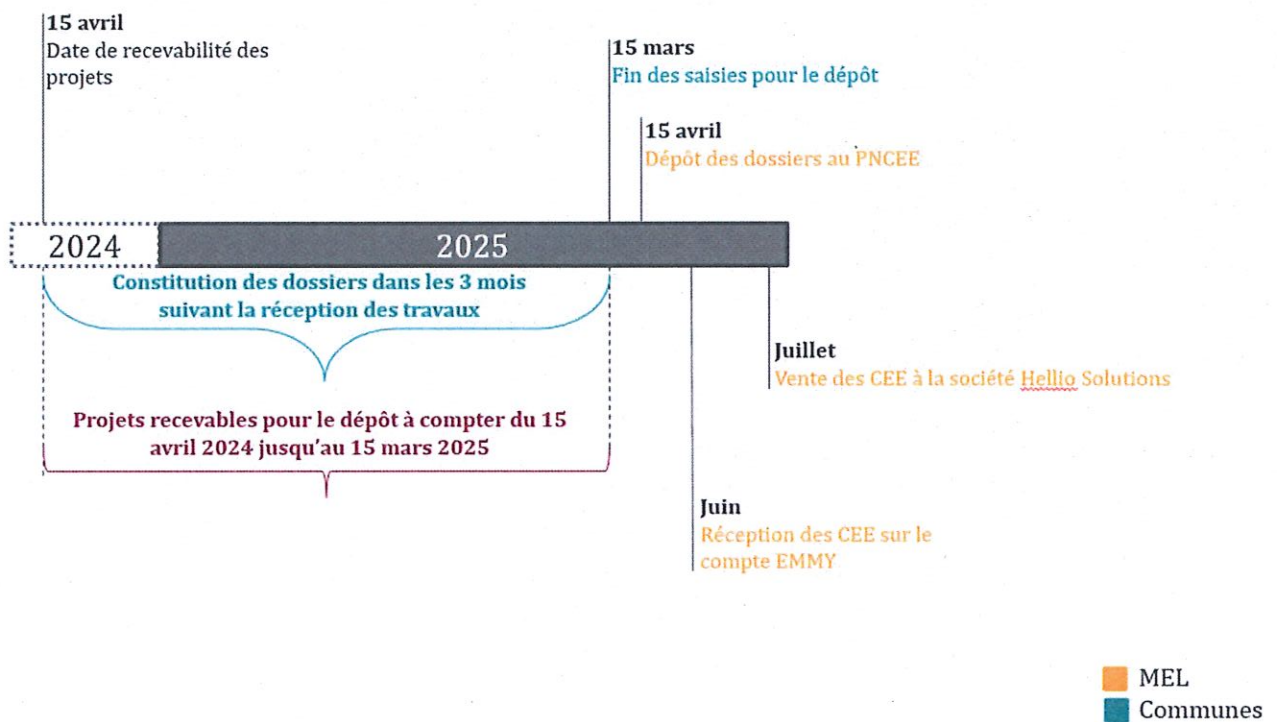 15 avril
Date de recevabilité des
projets
15 mars
Fin des saisies pour le dépôt
15 avril
Dépôt des dossiers au PNCEE
2024
2025
Constitution des dossiers dans les 3 mois
suivant la réception des travaux
Juillet
Vente des CEE à la société Hellio Solutions
Projets recevables pour le dépôt à compter du 15
avril 2024 jusqu'au 15 mars 2025
Juin
Réception des CEE sur le
compte EMMY
MEL
Communes